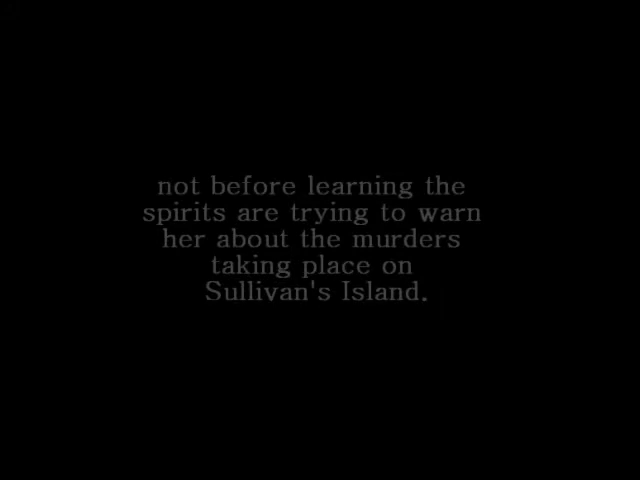 not before learning the
spirits are trying to warn
her about the murders
taking place on
Sullivan's Island.